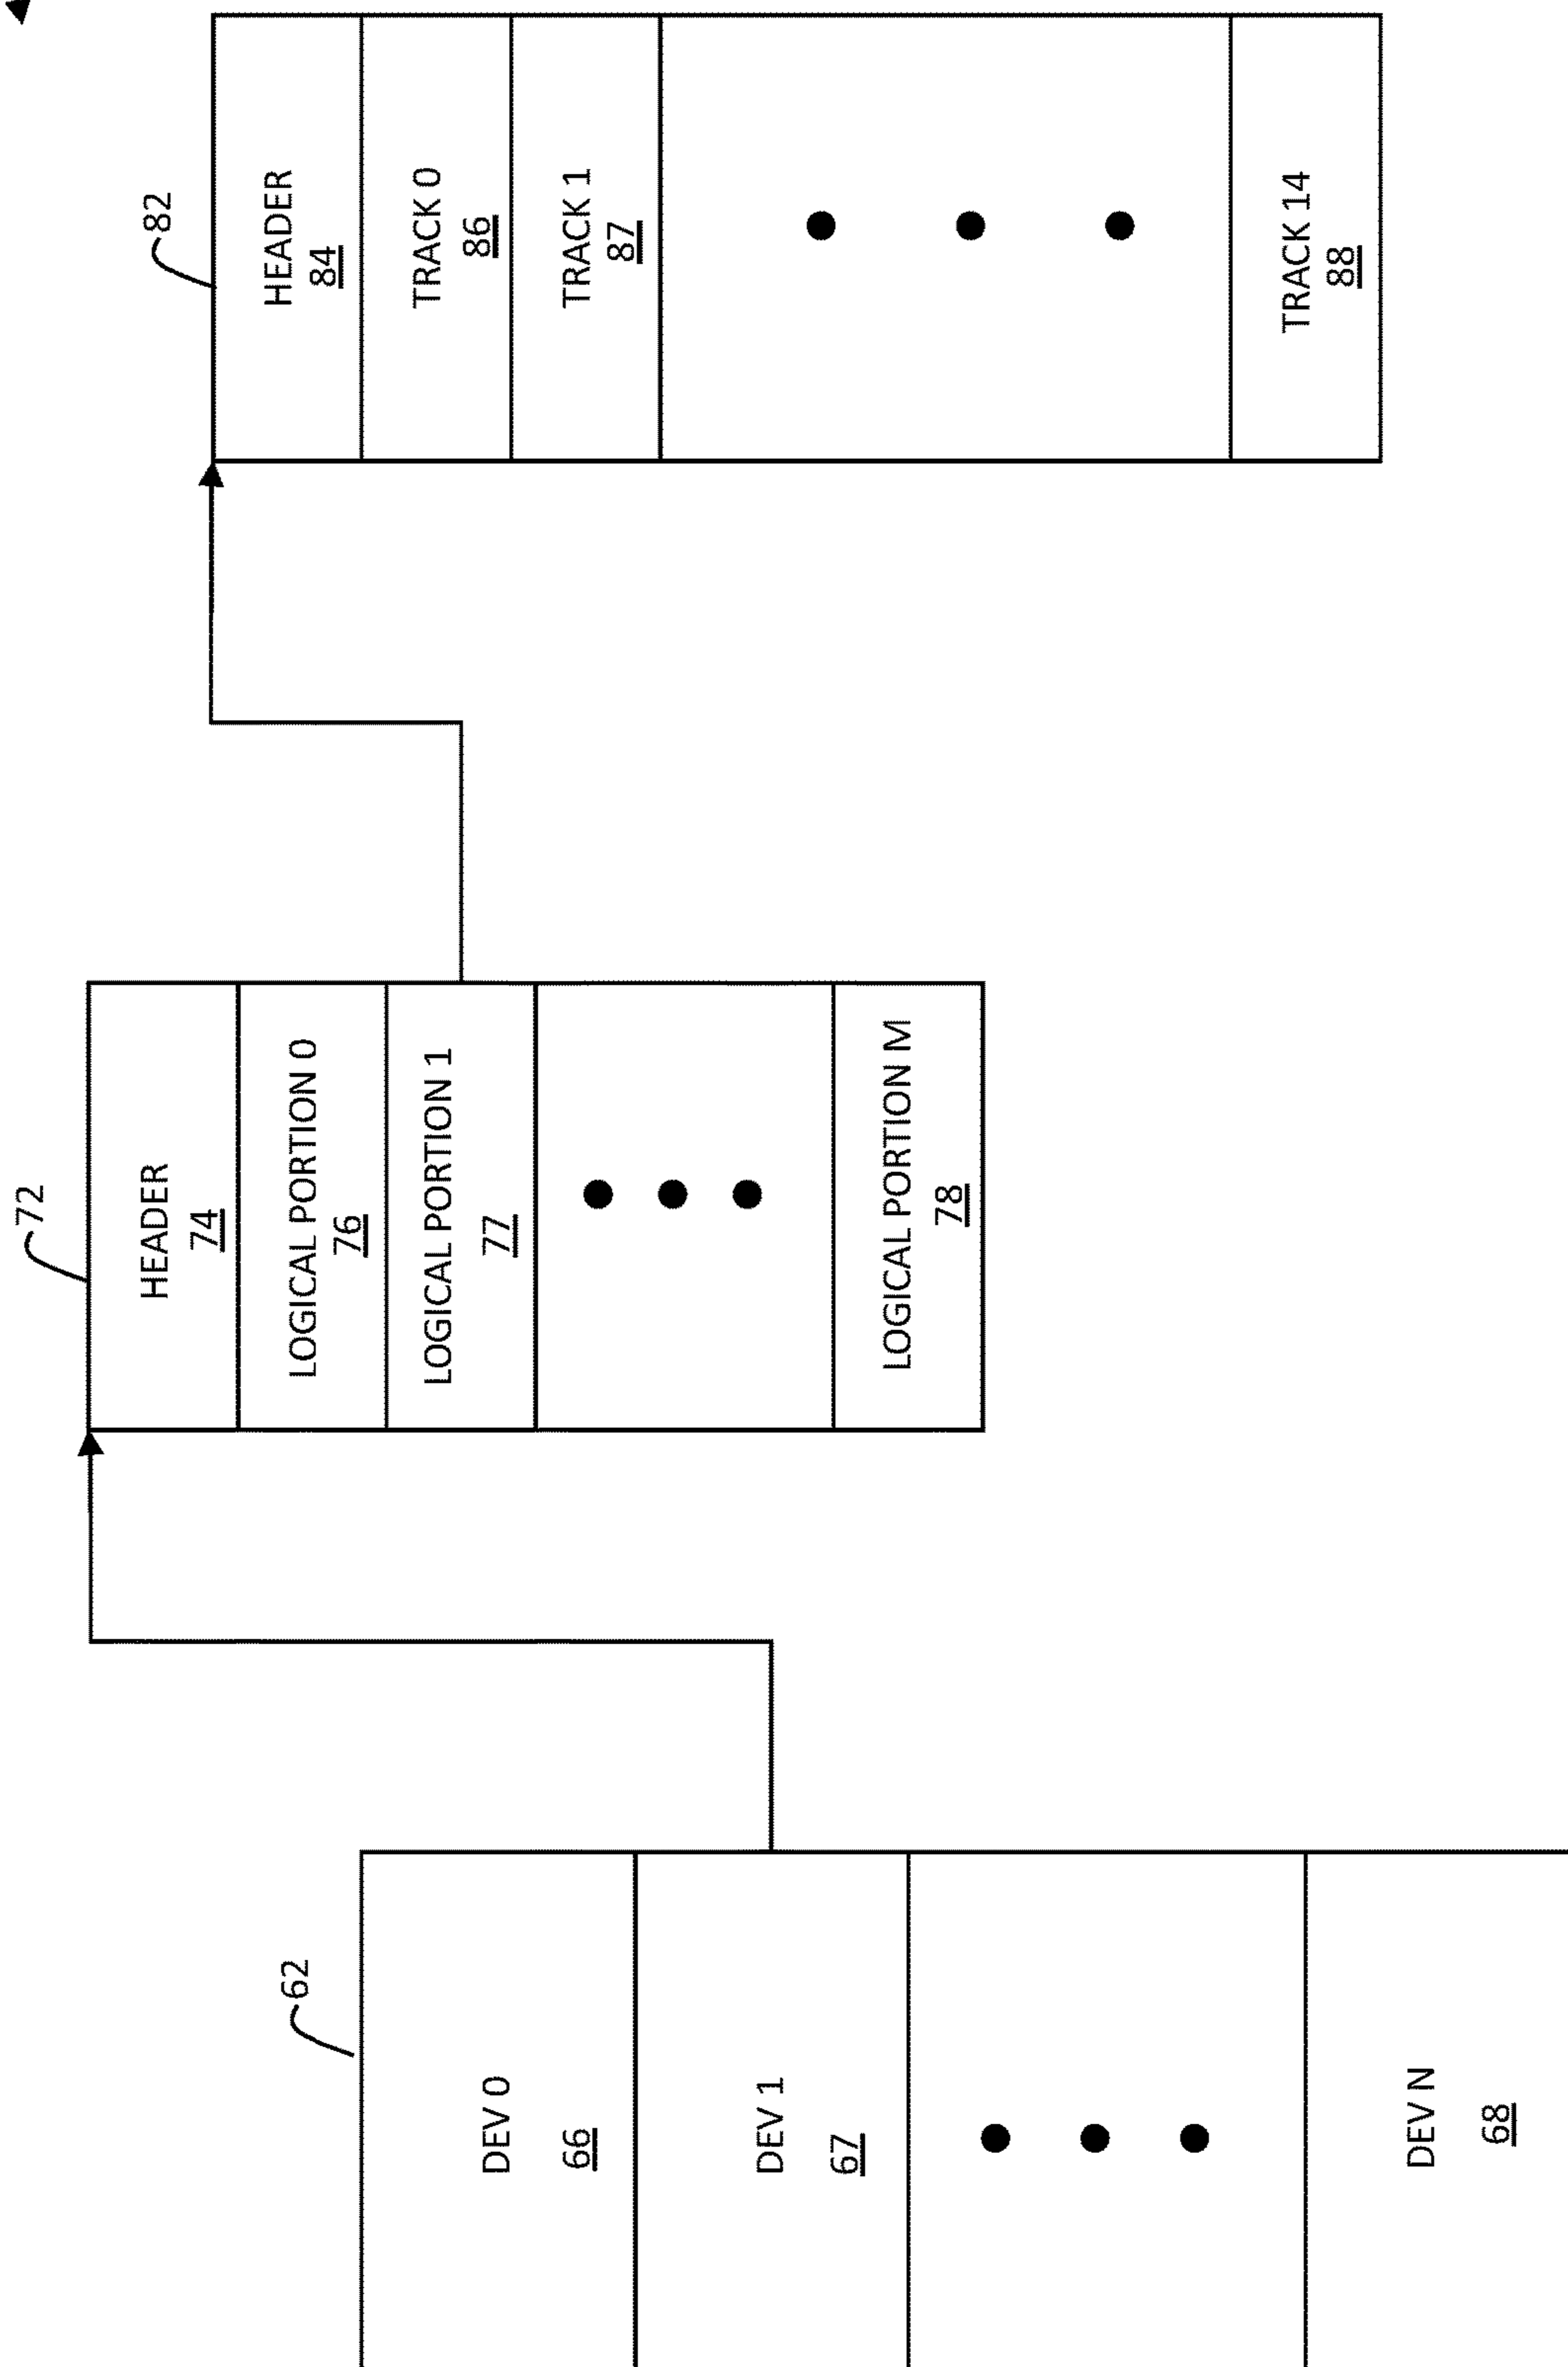 62
DEV 0
66
DEV 1
67
DEV N
68
72
HEADER
74
LOGICAL PORTION 0
76
LOGICAL PORTION 1
77
LOGICAL PORTION M
78
82
HEADER
84
TRACK 0
86
TRACK 1
87
TRACK 14
88